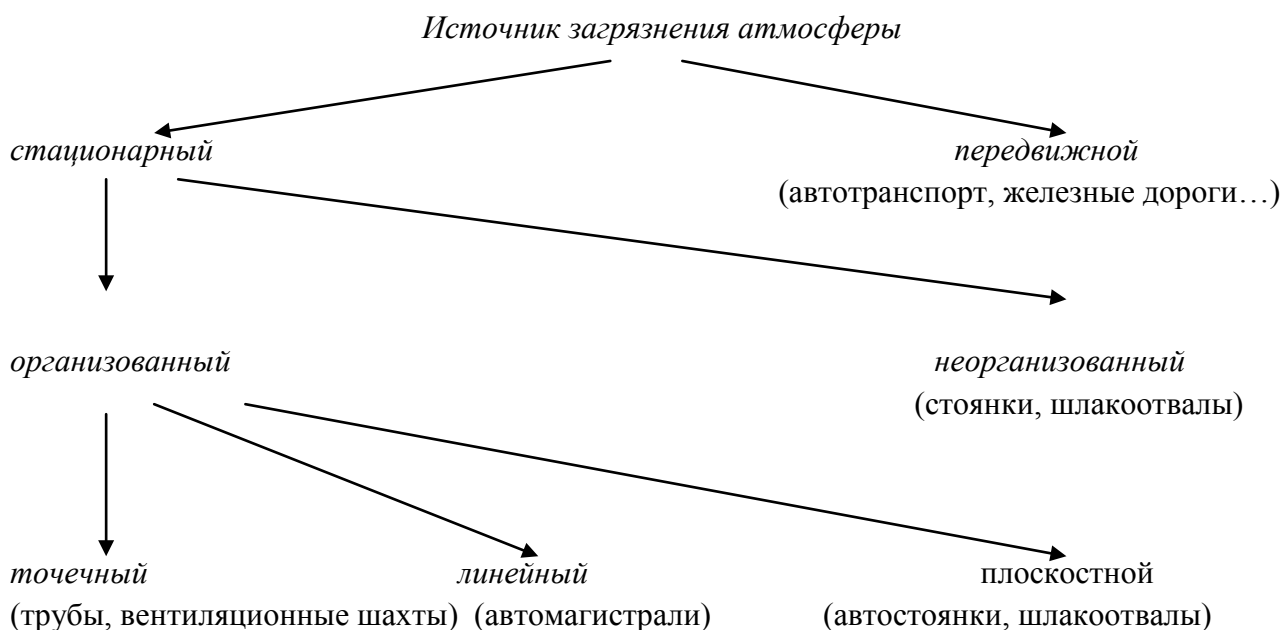 Источник загрязнения атмосферы
стационарный передвижной
(автотранспорт, железные дороги…)
организованный неорганизованный
(стоянки, шлакоотвалы)
точечный линейный плоскостной
(трубы, вентиляционные шахты) (автомагистрали) (автостоянки, шлакоотвалы)